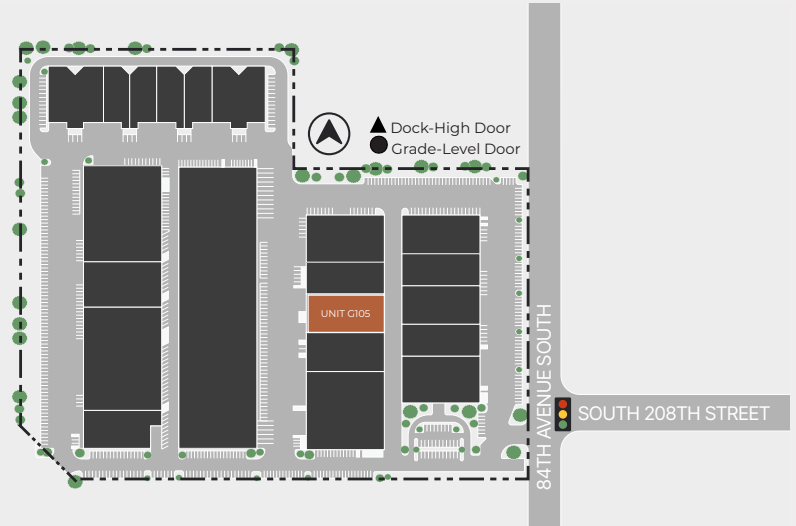 Dock-High Door
Grade-Level Door
UNIT G105
84TH AVENUE SOUTH
SOUTH 208TH STREET